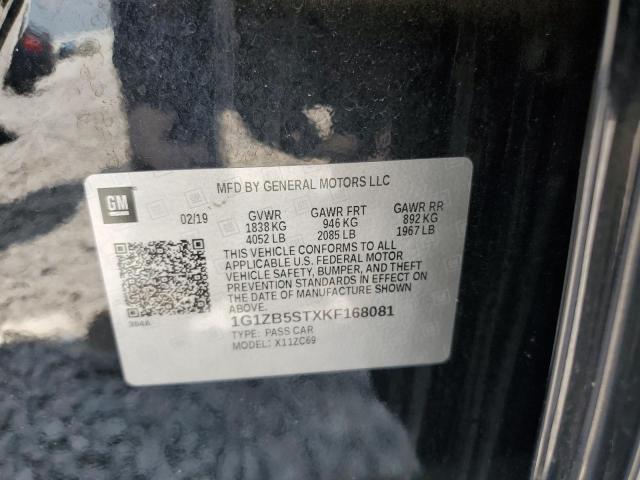 MFD BY GENERAL MOTORS LLC
GM
02/19 GVWR GAWR FRT GAWR RR
1838 KG 946 KG 892 KG
4052 LB 2085 LB 1967 LB
THIS VEHICLE CONFORMS TO ALL
APPLICABLE U.S. FEDERAL MOTOR
VEHICLE SAFETY, BUMPER, AND THEFT
PREVENTION STANDARDS IN EFFECT
ON THE DATE OF MANUFACTURE SHOWN
ABOVE.
1G1ZB5STXKF168081
TYPE: PASS CAR
MODEL: X11ZC69